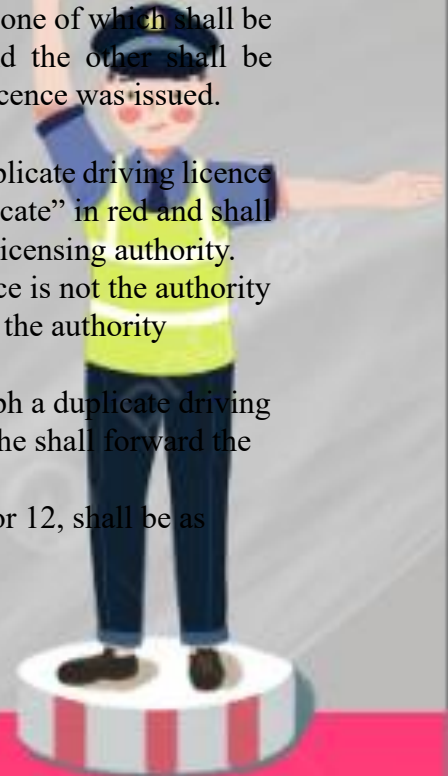 one of which shall be
d the other shall be
cence was issued.
plicate driving licence
cate” in red and shall
icensing authority.
ce is not the authority
the authority
ph a duplicate driving
he shall forward the
or 12, shall be as